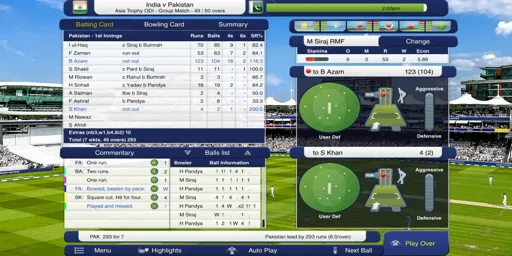 India v Pakistan
Asia Trophy ODI - Group Match - 49 / 50 overs
2:03pm
Batting Card Bowling Card Summary
Pakistan - 1st Innings Runs Balls 4s 6s SR%
I ul-Haq c Siraj b Bumrah 70 85 9 1 82.4
F Zaman run out 53 63 7 2 84.1
B Azam not out 123 104 18 2 118.3
S Shakil c Pant b Siraj 11 11 1 - 100.0
M Rizwan c Rahul b Bumrah 2 3 - - 66.7
H Sohail c Yadav b Pandya 16 19 2 - 84.2
A Salman lbw b Siraj 2 4 - - 50.0
F Ashraf b Pandya 2 6 - - 33.3
S Khan not out 4 2 1 - 200.0
M Nawaz
S Afridi
Extras (nb3,w1,b4,lb2) 10
Total (7 wkts, 49 overs) 293
M Siraj RMF Change
Stamina O M R W Econ
9 0 53 2 5.89
to B Azam 123 (104)
Aggressive
User Def
Defensive
to S Khan 4 (2)
Aggressive
User Def
Defensive
Commentary
FA: One run.
BA: Two runs.
One run.
FA: Bowled, beaten by pace.
SK: Square cut. Hit for four.
Played and missed.
Balls list
Bowler Ball Information
H Pandya
M Siraj
H Pandya
M Siraj
H Pandya
H Pandya
M Siraj
H Pandya
PAK 293 for 7 Pakistan lead by 293 runs (6.0/over)
Play Over
Menu Highlights Auto Play Next Ball